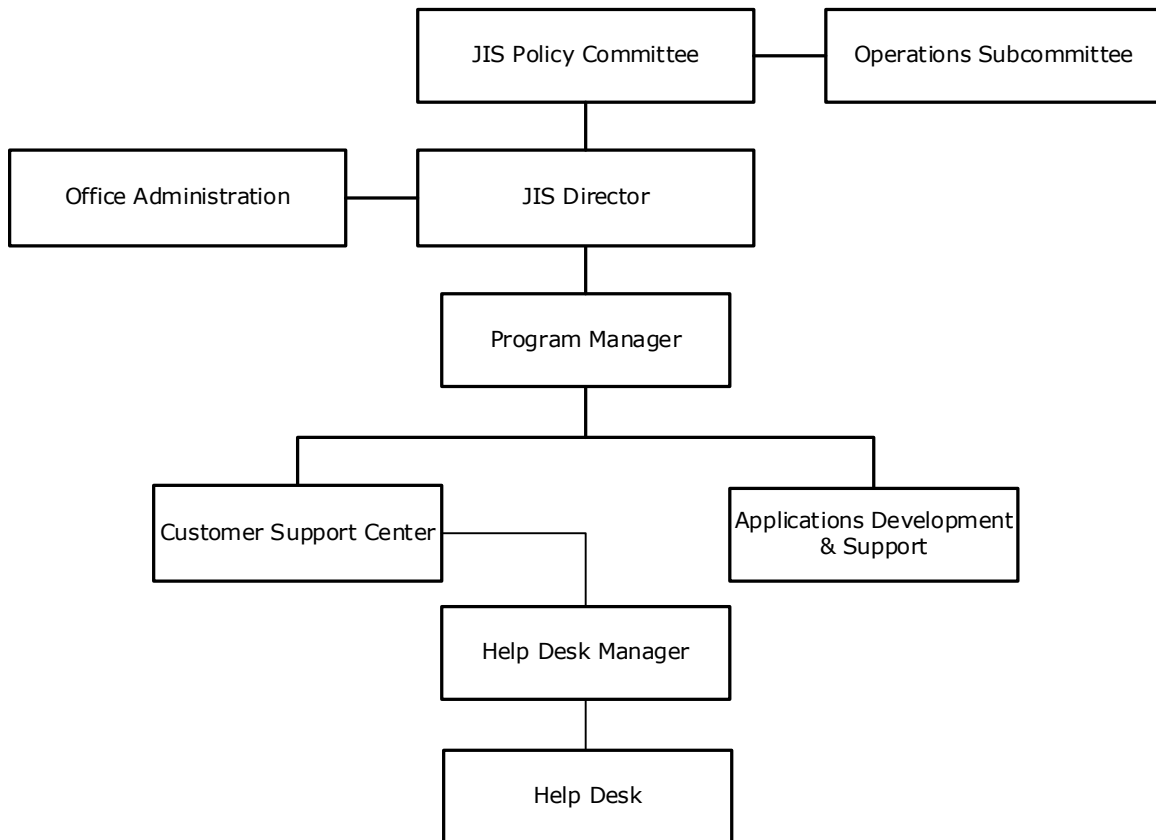 JIS Policy Committee
Operations Subcommittee
Office Administration
JIS Director
Program Manager
Customer Support Center
Applications Development
& Support
Help Desk Manager
Help Desk